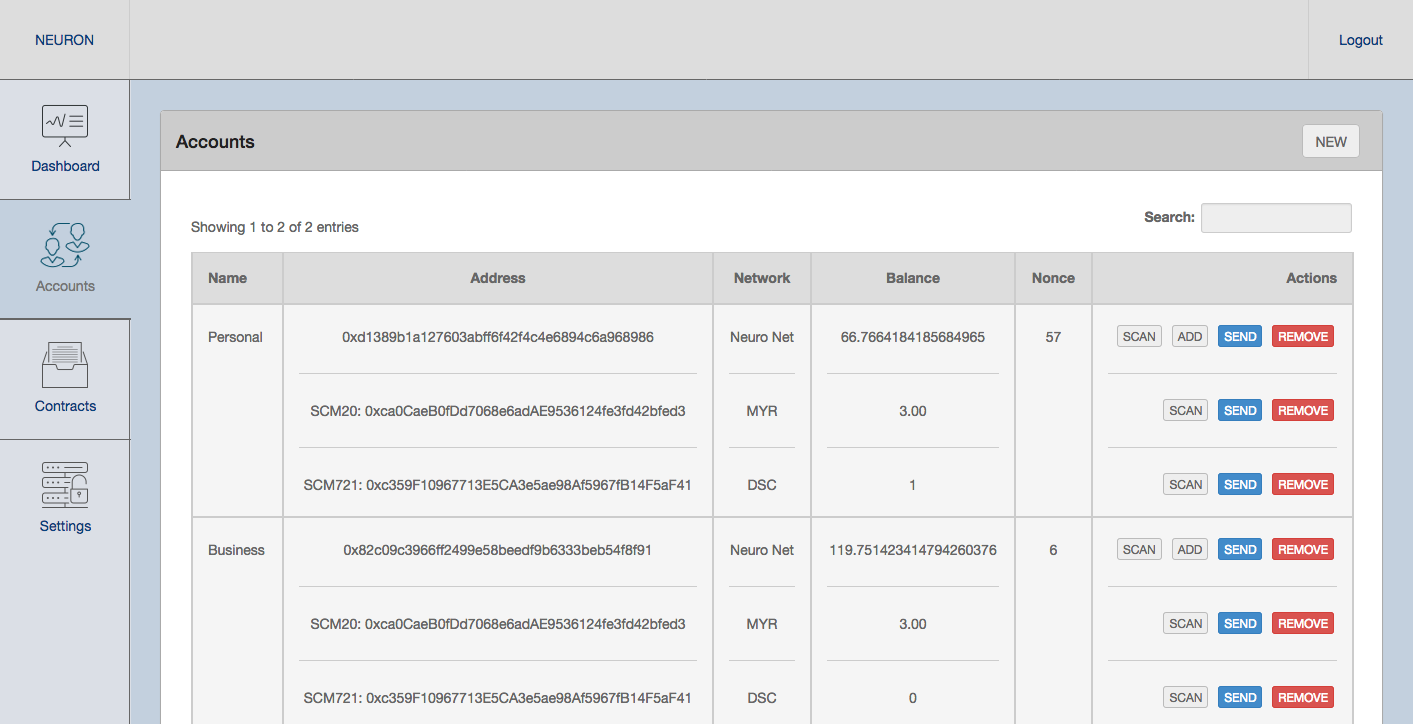 NEURON
Logout
Dashboard
Accounts
Contracts
Settings
Accounts
NEW
Showing 1 to 2 of 2 entries
Search:
Name Address Network Balance Nonce Actions
Personal 0xd1389b1a127603abff6f42f4c4e6894c6a968986 Neuro Net 66.7664184185684965 57 SCAN ADD SEND REMOVE
SCM20: 0xca0CaeB0fDd7068e6adAE9536124fe3fd42bfed3 MYR 3.00 SCAN SEND REMOVE
SCM721: 0xc359F10967713E5CA3e5ae98Af5967fB14F5aF41 DSC 1 SCAN SEND REMOVE
Business 0x82c09c3966ff2499e58beedf9b6333beb54f8f91 Neuro Net 119.751423414794260376 6 SCAN ADD SEND REMOVE
SCM20: 0xca0CaeB0fDd7068e6adAE9536124fe3fd42bfed3 MYR 3.00 SCAN SEND REMOVE
SCM721: 0xc359F10967713E5CA3e5ae98Af5967fB14F5aF41 DSC 0 SCAN SEND REMOVE